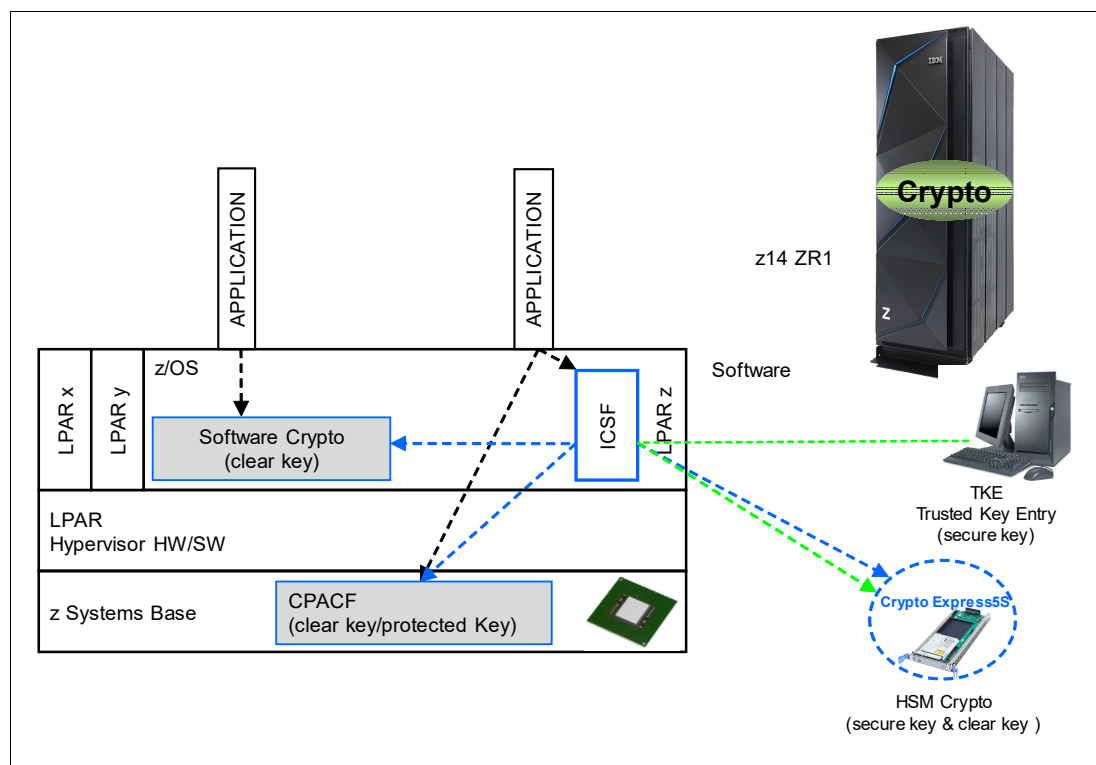 IBM
Crypto
z14 ZR1
Z
APPLICATION
APPLICATION
LPAR x
LPAR y
z/OS
Software Crypto
(clear key)
ICSF
LPAR z
Software
TKE
Trusted Key Entry
(secure key)
LPAR
Hypervisor HW/SW
z Systems Base
CPACF
(clear key/protected Key)
Crypto Express5S
HSM Crypto
(secure key & clear key )